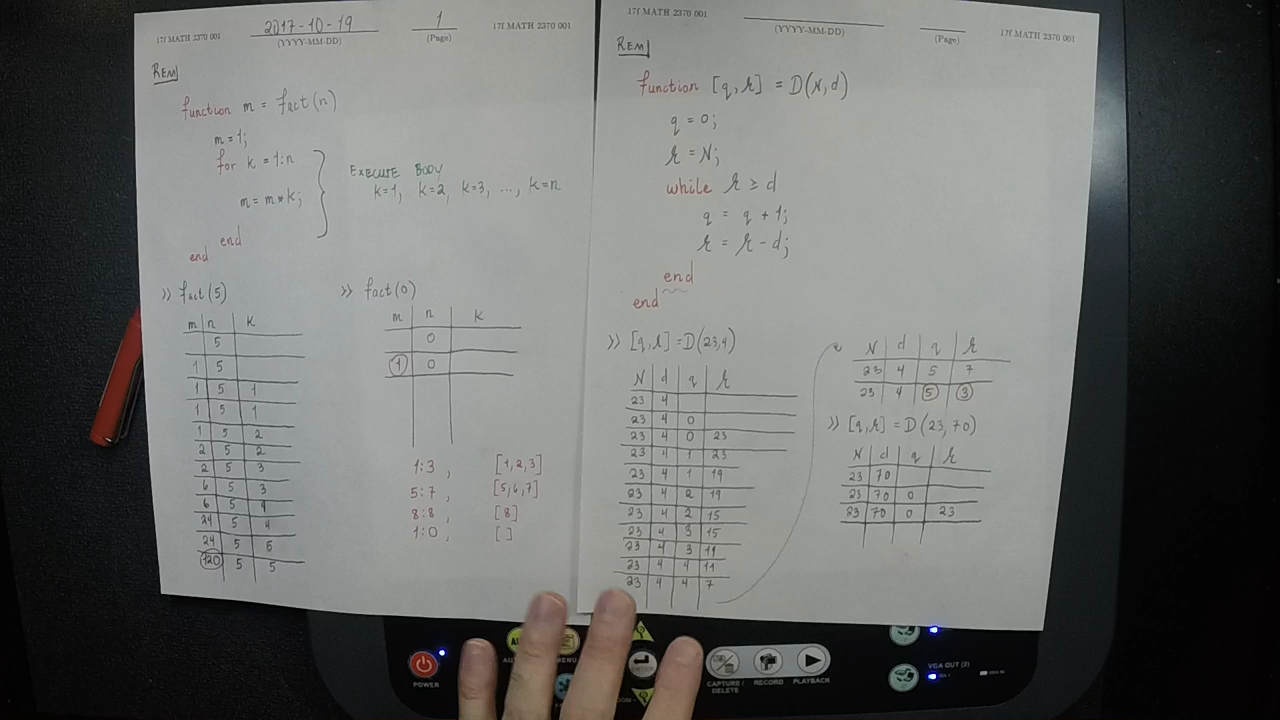 17f MATH 2370 001 2017-10-19 1 17f MATH 2370 001
(YYYY-MM-DD) (Page)
REM
function m = fact(n)
m=1;
for k = 1:n
m = m*k;
end
end
EXECUTE BODY
k=1, k=2, k=3, ..., k=n
>> fact(5)
m n k
5
1 5
1 5 1
1 5 1
1 5 2
2 5 2
2 5 3
6 5 3
6 5 4
24 5 4
24 5 5
120 5 5
>> fact(0)
m n k
0
1 0
1:3, [1,2,3]
5:7, [5,6,7]
8:8, [8]
1:0, []
17f MATH 2370 001 17f MATH 2370 001
(YYYY-MM-DD) (Page)
REM
function [q,r] = D(N,d)
q = 0;
r = N;
while r ≥ d
q = q + 1;
r = r - d;
end
end
>> [q,r]=D(23,4)
N d q r
23 4
23 4 0
23 4 0 23
23 4 1 23
23 4 1 19
23 4 2 19
23 4 2 15
23 4 3 15
23 4 3 11
23 4 4 11
23 4 4 7
N d q r
23 4 5 7
23 4 5 3
>> [q,r] = D(23,70)
N d q r
23 70
23 70 0
23 70 0 23
POWER
MENU
CAPTURE / DELETE
RECORD
PLAYBACK
VGA OUT (2)